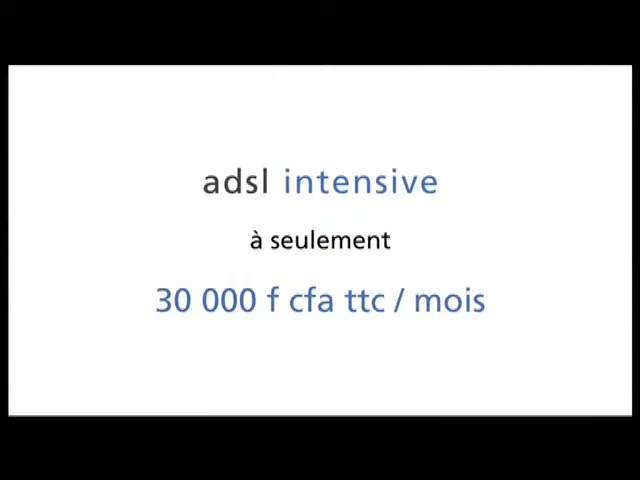 adsl intensive
à seulement
30 000 f cfa ttc / mois